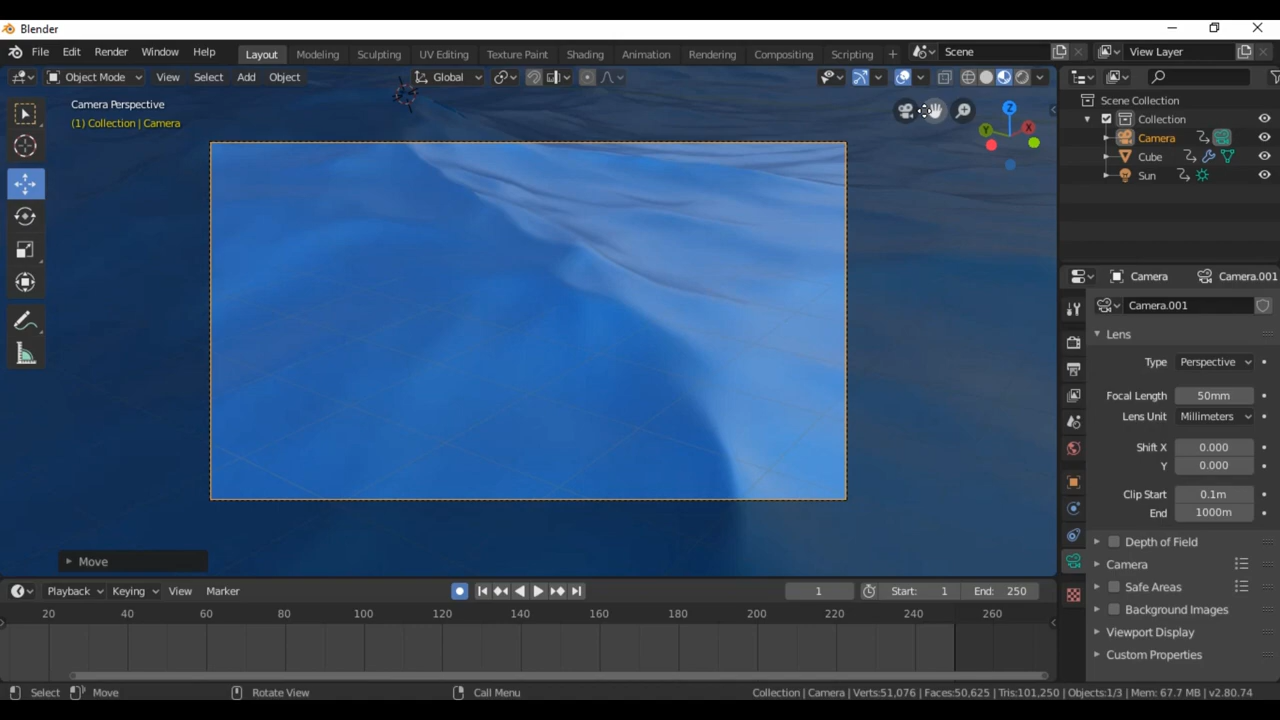 Blender
File Edit Render Window Help
Layout Modeling Sculpting UV Editing Texture Paint Shading Animation Rendering Compositing Scripting + Scene View Layer
Object Mode View Select Add Object Global
Camera Perspective
(1) Collection | Camera
Z
X
Y
Scene Collection
Collection
Camera
Cube
Sun
Camera Camera.001
Camera.001
Lens
Type Perspective
Focal Length 50mm
Lens Unit Millimeters
Shift X 0.000
Y 0.000
Clip Start 0.1m
End 1000m
Depth of Field
Camera
Safe Areas
Background Images
Viewport Display
Custom Properties
Move
Playback Keying View Marker 1 Start: 1 End: 250
20 40 60 80 100 120 140 160 180 200 220 240 260
Select Move Rotate View Call Menu Collection | Camera | Verts:51,076 | Faces:50,625 | Tris:101,250 | Objects:1/3 | Mem: 67.7 MB | v2.80.74